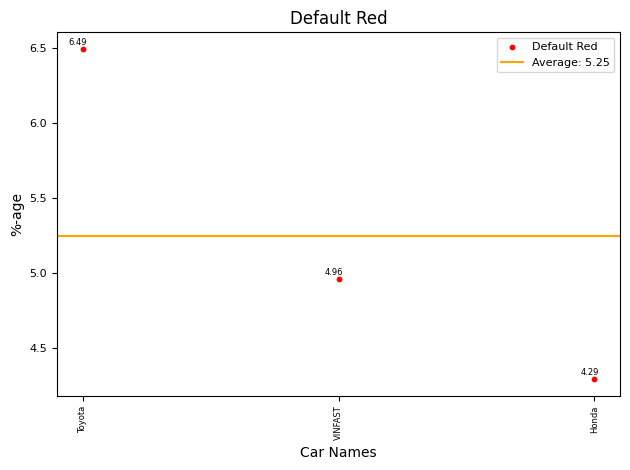 Default Red
6.49
Default Red
Average: 5.25
6.5
6.0
5.5
5.0
4.5
%-age
4.96
4.29
Toyota
VINFAST
Honda
Car Names